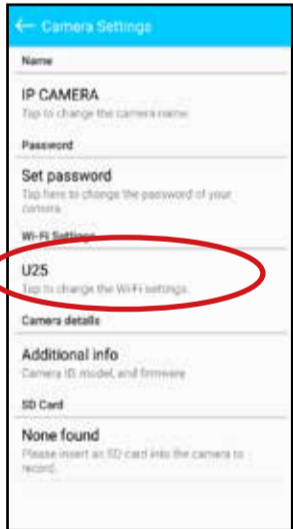 ← Camera Settings
Name
IP CAMERA
Tap to change the camera name
Password
Set password
Tap here to change the password of your
camera.
Wi-Fi Settings
U25
Tap to change the Wi-Fi settings.
Camera details
Additional info
Camera ID, model, and firmware
SD Card
None found
Please insert an SD card into the camera to
record.